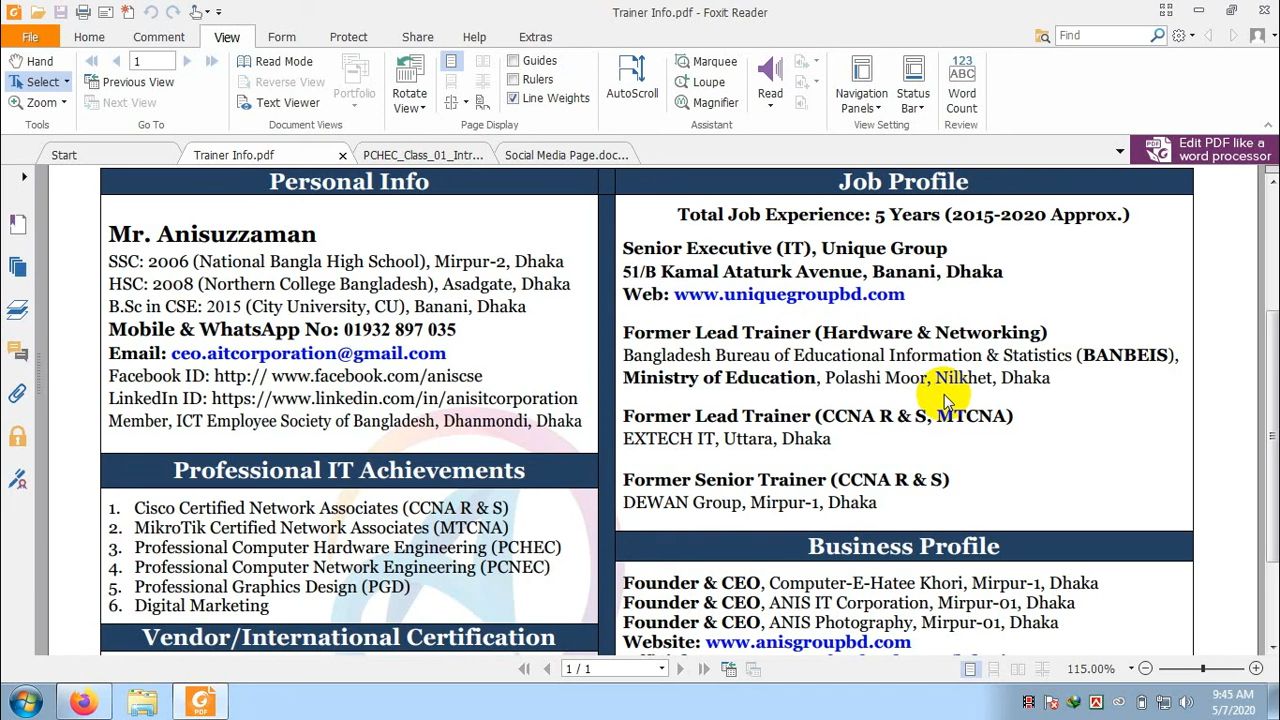 Trainer Info.pdf - Foxit Reader
File Home Comment View Form Protect Share Help Extras
Find
Hand
Select
Zoom
Tools
1
Previous View
Next View
Go To
Read Mode
Reverse View
Text Viewer
Portfolio
Document Views
Rotate View
Guides
Rulers
Line Weights
Page Display
AutoScroll
Marquee
Loupe
Magnifier
Read
Assistant
Navigation Panels
Status Bar
View Setting
123
ABC
Word Count
Review
Start
Trainer Info.pdf
PCHEC_Class_01_Intr...
Social Media Page.doc...
Edit PDF like a
word processor
Personal Info
Mr. Anisuzzaman
SSC: 2006 (National Bangla High School), Mirpur-2, Dhaka
HSC: 2008 (Northern College Bangladesh), Asadgate, Dhaka
B.Sc in CSE: 2015 (City University, CU), Banani, Dhaka
Mobile & WhatsApp No: 01932 897 035
Email: ceo.aitcorporation@gmail.com
Facebook ID: http:// www.facebook.com/aniscse
LinkedIn ID: https://www.linkedin.com/in/anisitcorporation
Member, ICT Employee Society of Bangladesh, Dhanmondi, Dhaka
Professional IT Achievements
1. Cisco Certified Network Associates (CCNA R & S)
2. MikroTik Certified Network Associates (MTCNA)
3. Professional Computer Hardware Engineering (PCHEC)
4. Professional Computer Network Engineering (PCNEC)
5. Professional Graphics Design (PGD)
6. Digital Marketing
Vendor/International Certification
Job Profile
Total Job Experience: 5 Years (2015-2020 Approx.)
Senior Executive (IT), Unique Group
51/B Kamal Ataturk Avenue, Banani, Dhaka
Web: www.uniquegroupbd.com
Former Lead Trainer (Hardware & Networking)
Bangladesh Bureau of Educational Information & Statistics (BANBEIS),
Ministry of Education, Polashi Moor, Nilkhet, Dhaka
Former Lead Trainer (CCNA R & S, MTCNA)
EXTECH IT, Uttara, Dhaka
Former Senior Trainer (CCNA R & S)
DEWAN Group, Mirpur-1, Dhaka
Business Profile
Founder & CEO, Computer-E-Hatee Khori, Mirpur-1, Dhaka
Founder & CEO, ANIS IT Corporation, Mirpur-01, Dhaka
Founder & CEO, ANIS Photography, Mirpur-01, Dhaka
Website: www.anisgroupbd.com
1 / 1
115.00%
9:45 AM
5/7/2020